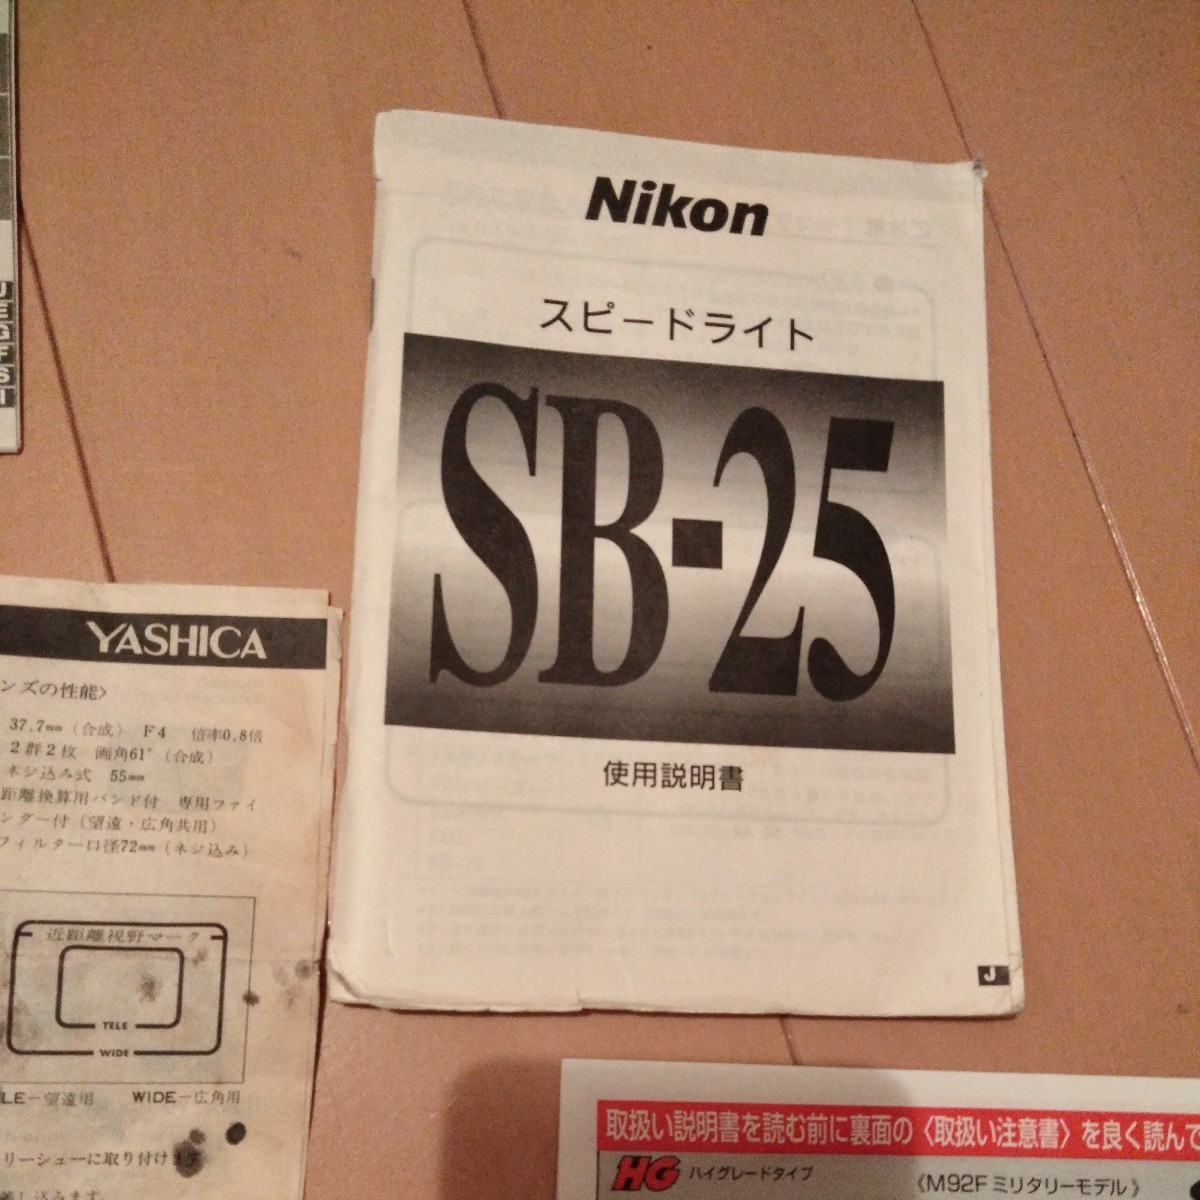 Nikon
スピードライト
SB-25
使用説明書
J
U
E
G
F
S
I
YASHICA
ンズの性能〉
37.7mm (合成) F4 倍率0.8倍
2群2枚 画角61° (合成)
ネジ込み式 55mm
距離換算用バンド付 専用ファイ
ンダー付 (望遠・広角共用)
フィルター口径72mm (ネジ込み)
近距離視野マーク
TELE
WIDE
LE－望遠用 WIDE－広角用
リーシューに取り付けます
差し込みます。
取扱い説明書を読む前に裏面の〈取扱い注意書〉を良く読んで
HG ハイグレードタイプ
《M92Fミリタリーモデル》